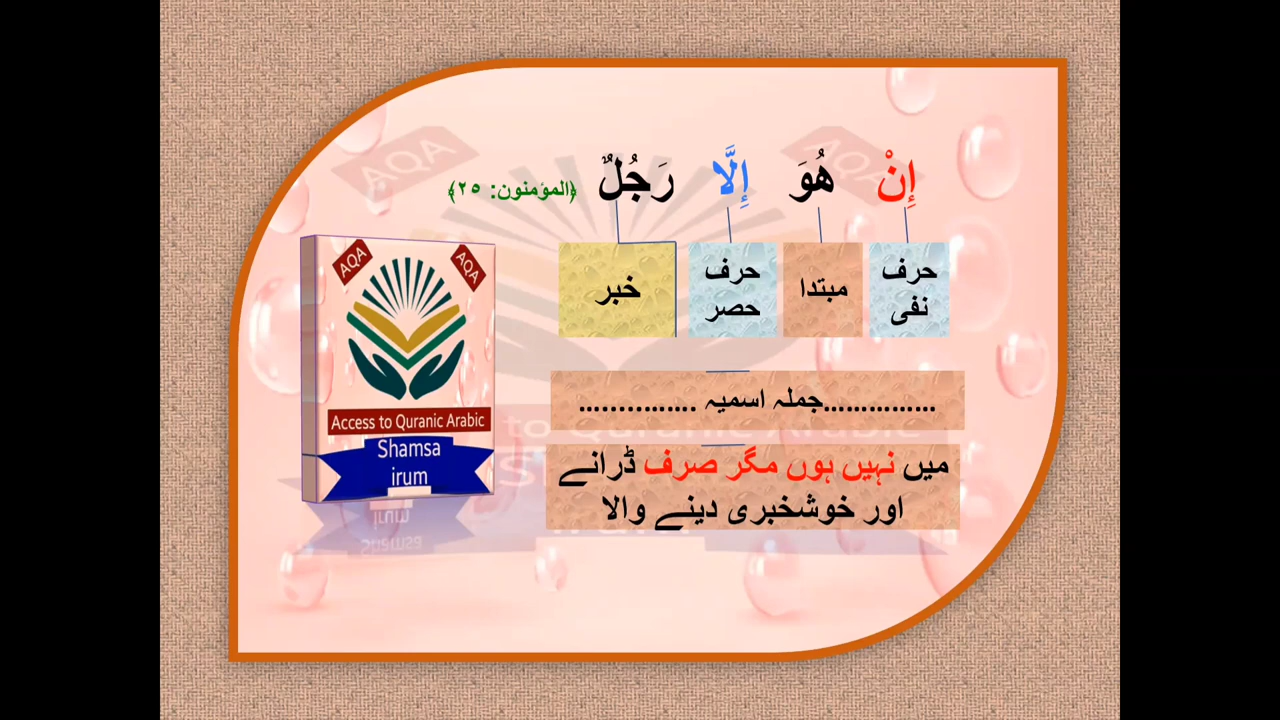 إِنْ هُوَ إِلَّا رَجُلٌ ﴿المؤمنون: ٢٥﴾
حرف نفی
مبتدا
حرف حصر
خبر
...............جملہ اسمیہ ...............
میں نہیں ہوں مگر صرف ڈرانے
اور خوشخبری دینے والا
AQA
AQA
Access to Quranic Arabic
Shamsa
irum